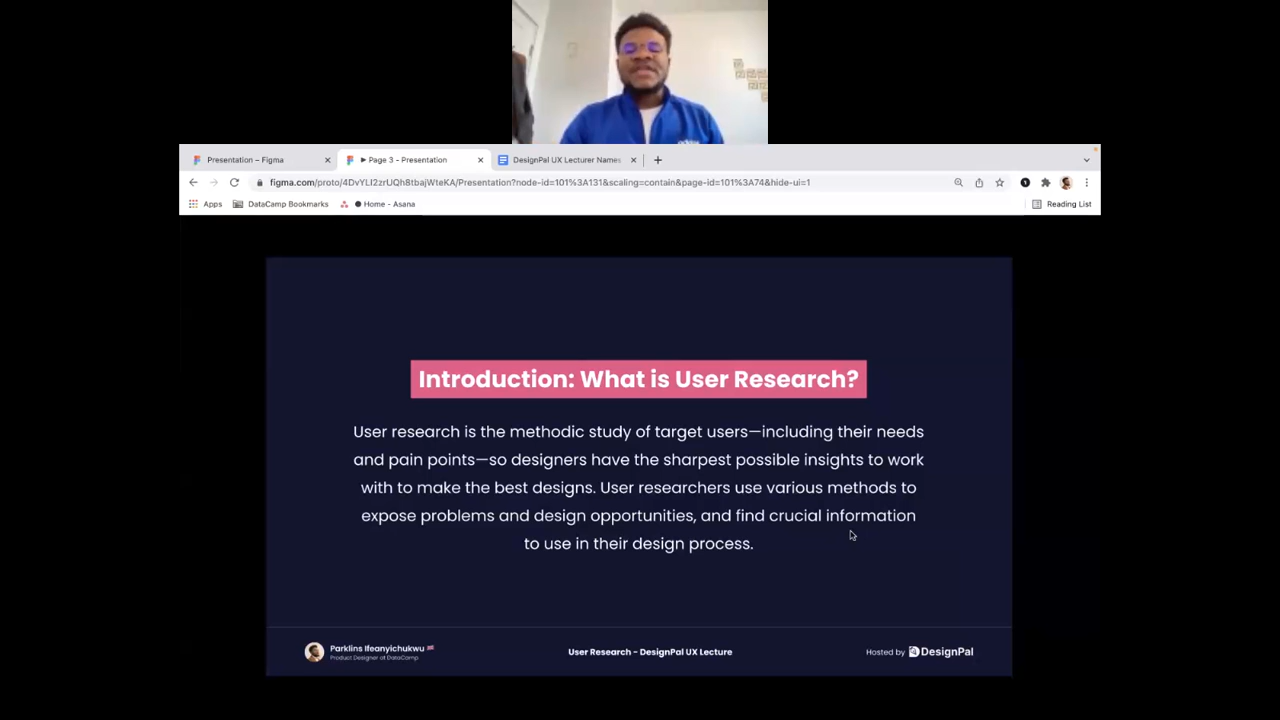 Presentation – Figma
Page 3 - Presentation
DesignPal UX Lecturer Names
figma.com/proto/4DvYLI2zrUQh8tbajWteKA/Presentation?node-id=101%3A131&scaling=contain&page-id=101%3A74&hide-ui=1
Apps
DataCamp Bookmarks
Home - Asana
Reading List
Introduction: What is User Research?
User research is the methodic study of target users—including their needs
and pain points—so designers have the sharpest possible insights to work
with to make the best designs. User researchers use various methods to
expose problems and design opportunities, and find crucial information
to use in their design process.
Parklins Ifeanyichukwu
Product Designer at DataCamp
User Research - DesignPal UX Lecture
Hosted by DesignPal